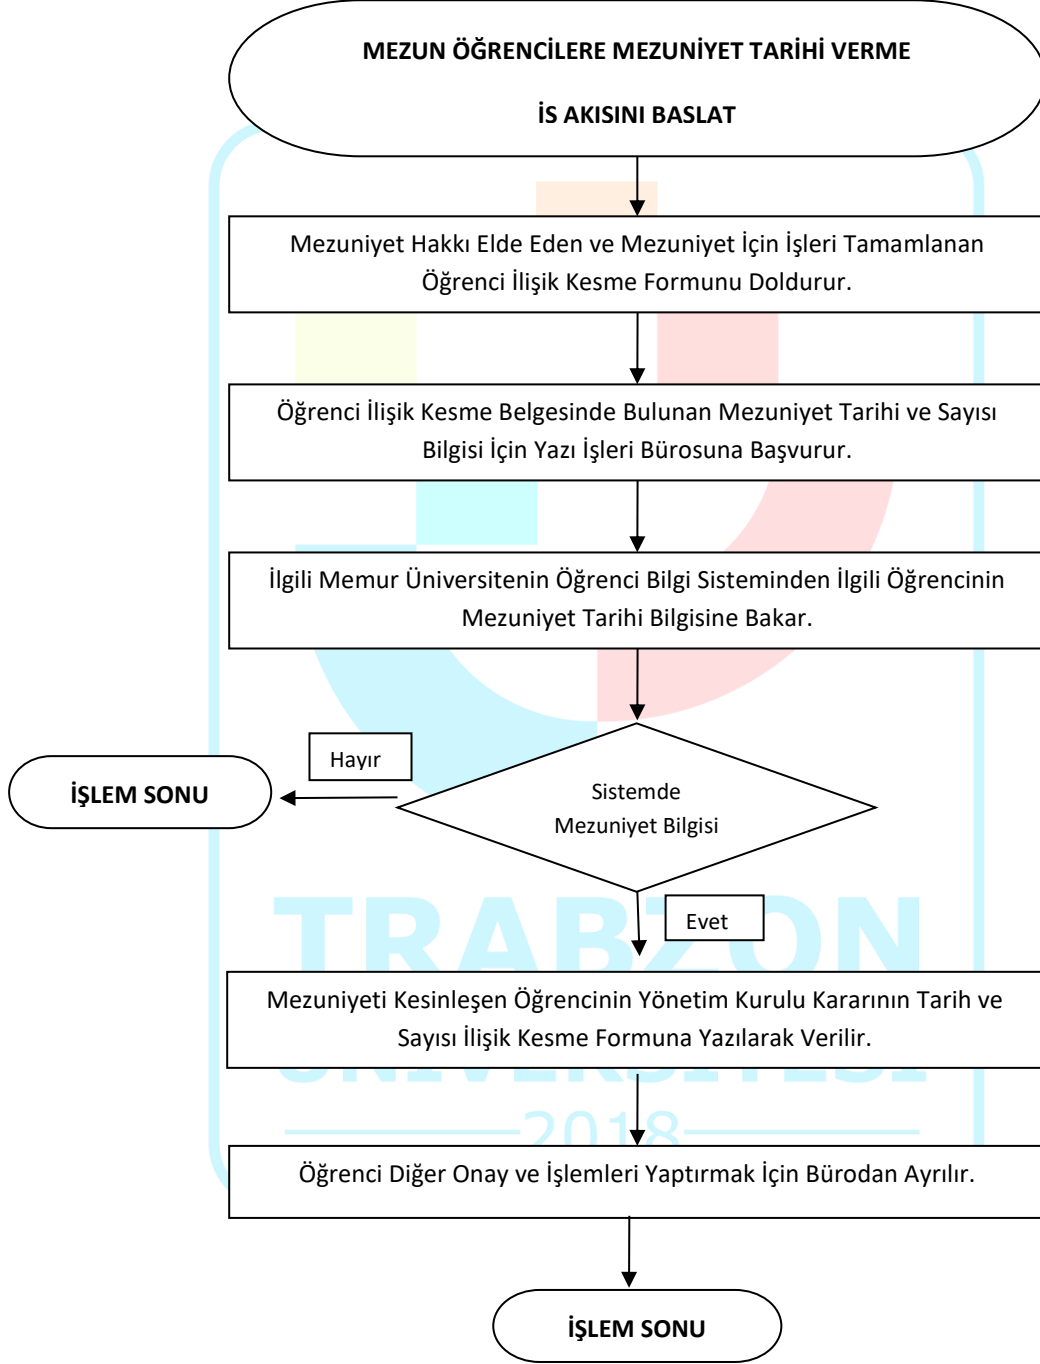 MEZUN ÖĞRENCİLERE MEZUNİYET TARİHİ VERME
İS AKISINI BASLAT
Mezuniyet Hakkı Elde Eden ve Mezuniyet İçin İşleri Tamamlanan
Öğrenci İlişik Kesme Formunu Doldurur.
Öğrenci İlişik Kesme Belgesinde Bulunan Mezuniyet Tarihi ve Sayısı
Bilgisi İçin Yazı İşleri Bürosuna Başvurur.
İlgili Memur Üniversitenin Öğrenci Bilgi Sisteminden İlgili Öğrencinin
Mezuniyet Tarihi Bilgisine Bakar.
Hayır
İŞLEM SONU
Sistemde
Mezuniyet Bilgisi
Evet
TRABZON
Mezuniyeti Kesinleşen Öğrencinin Yönetim Kurulu Kararının Tarih ve
Sayısı İlişik Kesme Formuna Yazılarak Verilir.
ÜNİVERSİTESİ
2018
Öğrenci Diğer Onay ve İşlemleri Yaptırmak İçin Bürodan Ayrılır.
İŞLEM SONU